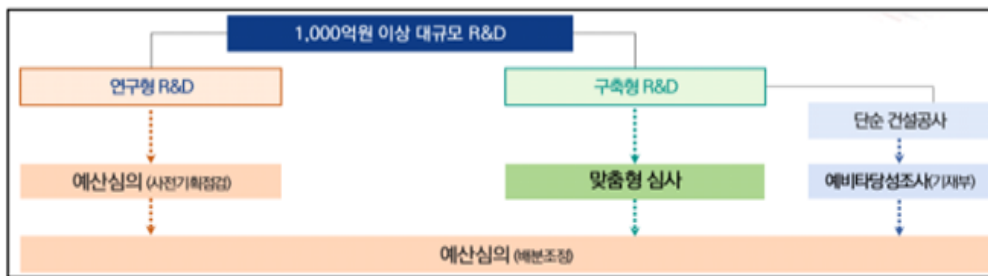 1,000억원 이상 대규모 R&D
연구형 R&D
구축형 R&D
단순 건설공사
예산심의 (사전기획점검)
맞춤형 심사
예비타당성조사(기재부)
예산심의 (배분조정)